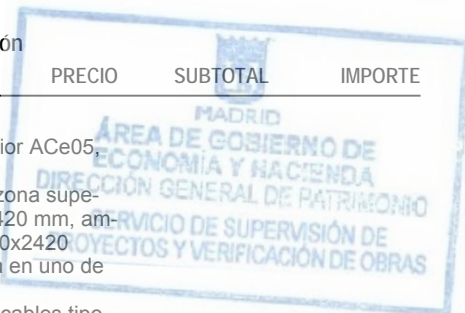 ón
PRECIO SUBTOTAL IMPORTE
MADRID
ior ACe05,
ÁREA DE GOBIERNO DE
ECONOMÍA Y HACIENDA
zona supe-
DIRECCIÓN GENERAL DE PATRIMONIO
420 mm, am-
SERVICIO DE SUPERVISIÓN DE
0x2420
PROYECTOS Y VERIFICACIÓN DE OBRAS
n en uno de
cables tipo